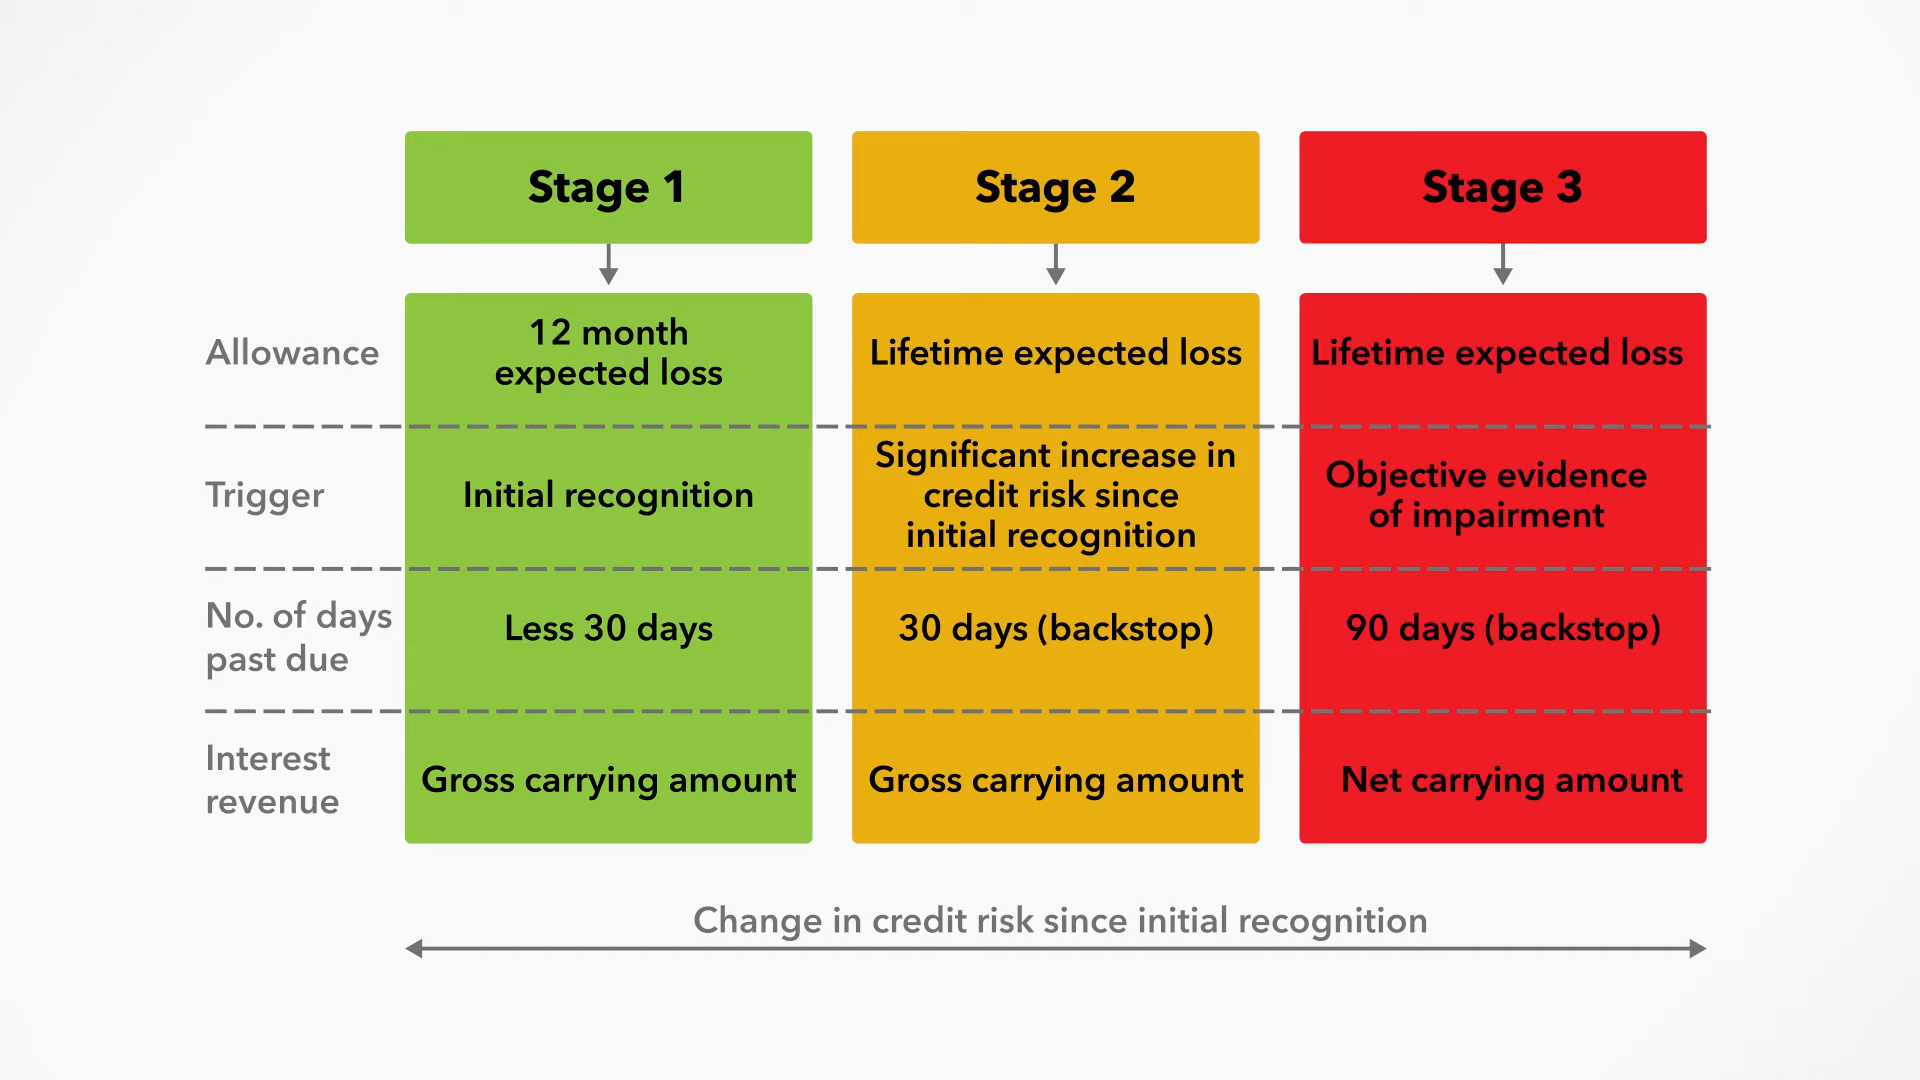 Stage 1
Stage 2
Stage 3
Allowance
12 month
expected loss
Lifetime expected loss
Lifetime expected loss
Trigger
Initial recognition
Significant increase in
credit risk since
initial recognition
Objective evidence
of impairment
No. of days
past due
Less 30 days
30 days (backstop)
90 days (backstop)
Interest
revenue
Gross carrying amount
Gross carrying amount
Net carrying amount
Change in credit risk since initial recognition